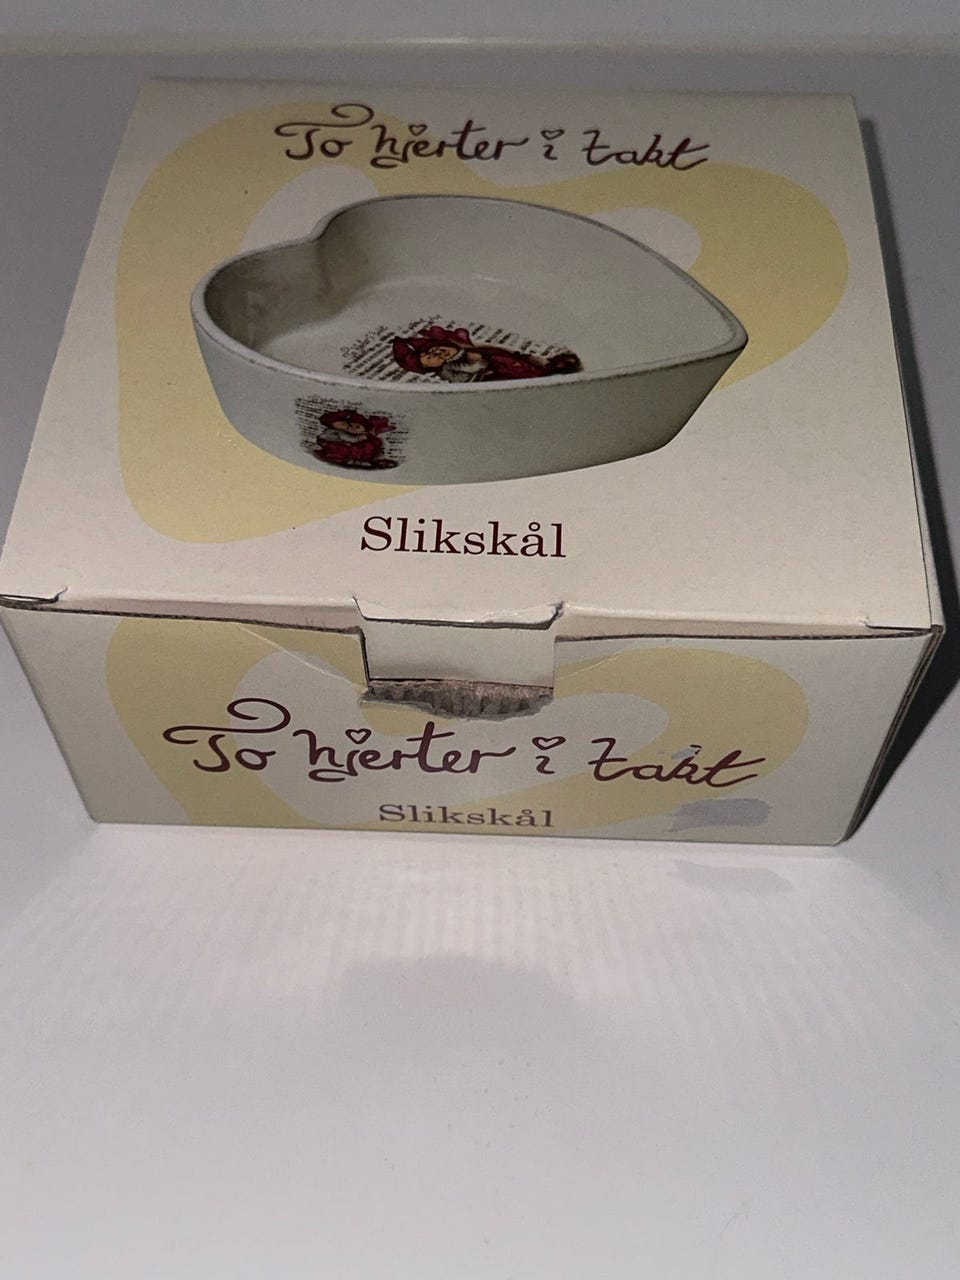 To hjerter i takt
Slikskål
To hjerter i takt
Slikskål